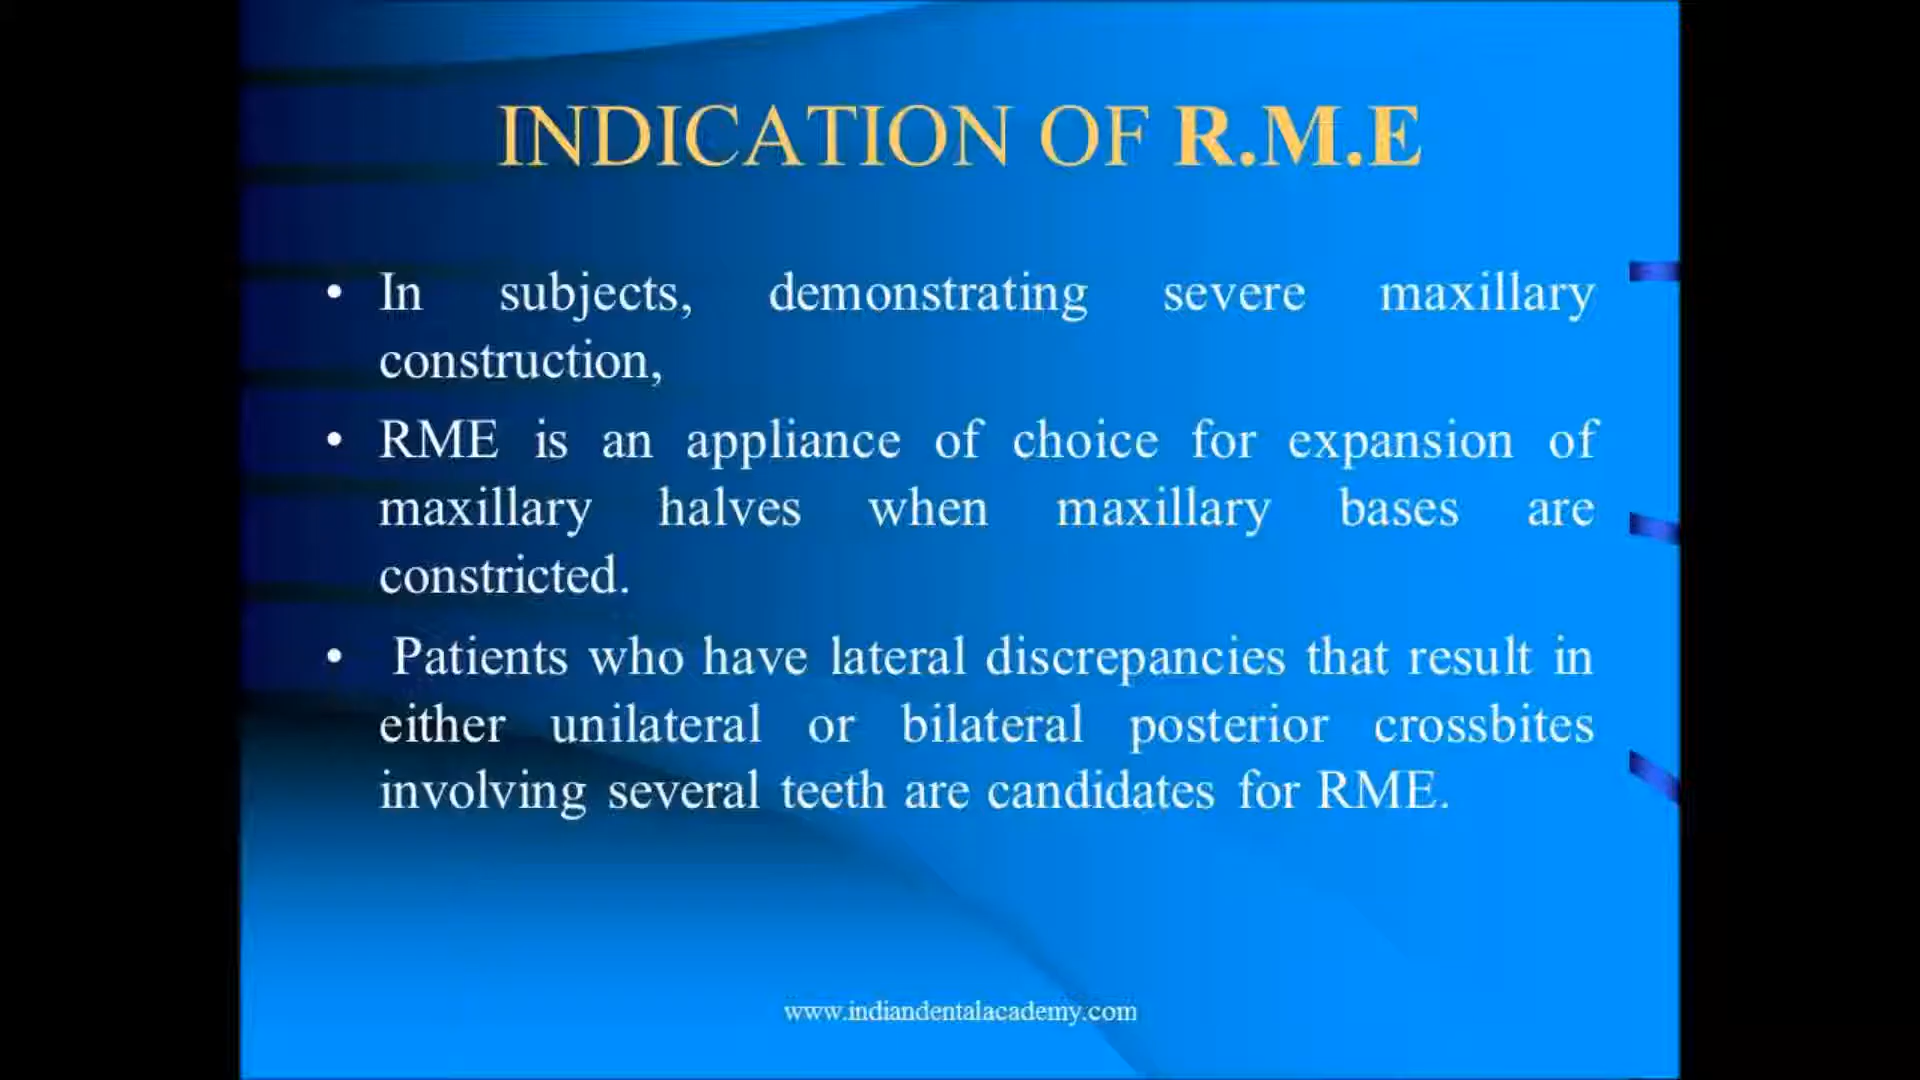 INDICATION OF R.M.E
• In subjects, demonstrating severe maxillary
construction,
• RME is an appliance of choice for expansion of
maxillary halves when maxillary bases are
constricted.
• Patients who have lateral discrepancies that result in
either unilateral or bilateral posterior crossbites
involving several teeth are candidates for RME.
www.indiandentalacademy.com